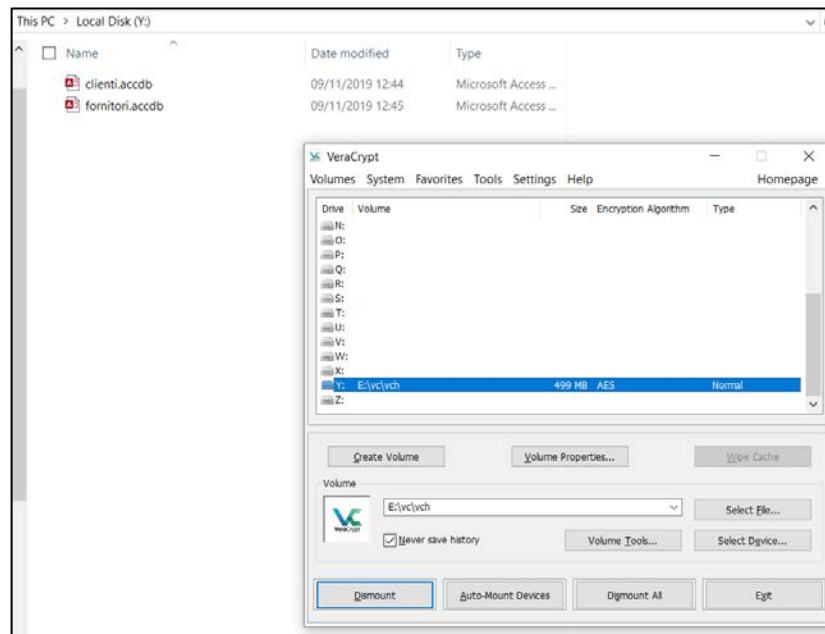 This PC > Local Disk (Y:)
Name Date modified Type
clienti.accdb 09/11/2019 12:44 Microsoft Access ...
fornitori.accdb 09/11/2019 12:45 Microsoft Access ...
VeraCrypt
Volumes System Favorites Tools Settings Help Homepage
Drive Volume Size Encryption Algorithm Type
N:
O:
P:
Q:
R:
S:
T:
U:
V:
W:
X:
Y: E:\vc\vch 499 MB AES Normal
Z:
Create Volume Volume Properties... Wipe Cache
Volume
VeraCrypt
E:\vc\vch Select File...
Never save history Volume Tools... Select Device...
Dismount Auto-Mount Devices Dismount All Exit